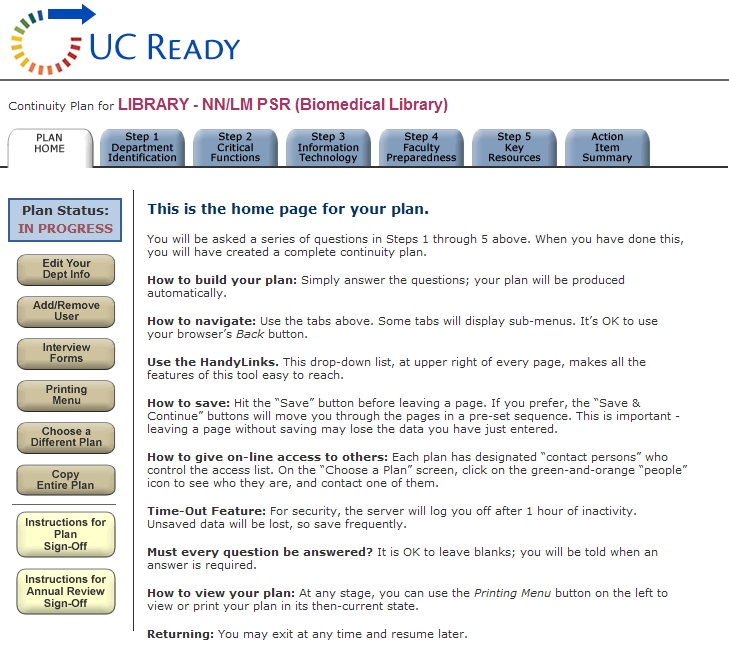 UC READY
Continuity Plan for LIBRARY - NN/LM PSR (Biomedical Library)
PLAN
HOME
Step 1
Department
Identification
Step 2
Critical
Functions
Step 3
Information
Technology
Step 4
Faculty
Preparedness
Step 5
Key
Resources
Action
Item
Summary
Plan Status:
IN PROGRESS
Edit Your
Dept Info
Add/Remove
User
Interview
Forms
Printing
Menu
Choose a
Different Plan
Copy
Entire Plan
Instructions for
Plan
Sign-Off
Instructions for
Annual Review
Sign-Off
This is the home page for your plan.
You will be asked a series of questions in Steps 1 through 5 above. When you have done this,
you will have created a complete continuity plan.
How to build your plan: Simply answer the questions; your plan will be produced
automatically.
How to navigate: Use the tabs above. Some tabs will display sub-menus. It’s OK to use
your browser’s Back button.
Use the HandyLinks. This drop-down list, at upper right of every page, makes all the
features of this tool easy to reach.
How to save: Hit the “Save” button before leaving a page. If you prefer, the “Save &
Continue” buttons will move you through the pages in a pre-set sequence. This is important -
leaving a page without saving may lose the data you have just entered.
How to give on-line access to others: Each plan has designated “contact persons” who
control the access list. On the “Choose a Plan” screen, click on the green-and-orange “people”
icon to see who they are, and contact one of them.
Time-Out Feature: For security, the server will log you off after 1 hour of inactivity.
Unsaved data will be lost, so save frequently.
Must every question be answered? It is OK to leave blanks; you will be told when an
answer is required.
How to view your plan: At any stage, you can use the Printing Menu button on the left to
view or print your plan in its then-current state.
Returning: You may exit at any time and resume later.